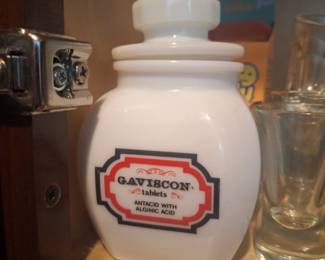 GAVISCON
tablets
ANTACID WITH
ALGINIC ACID